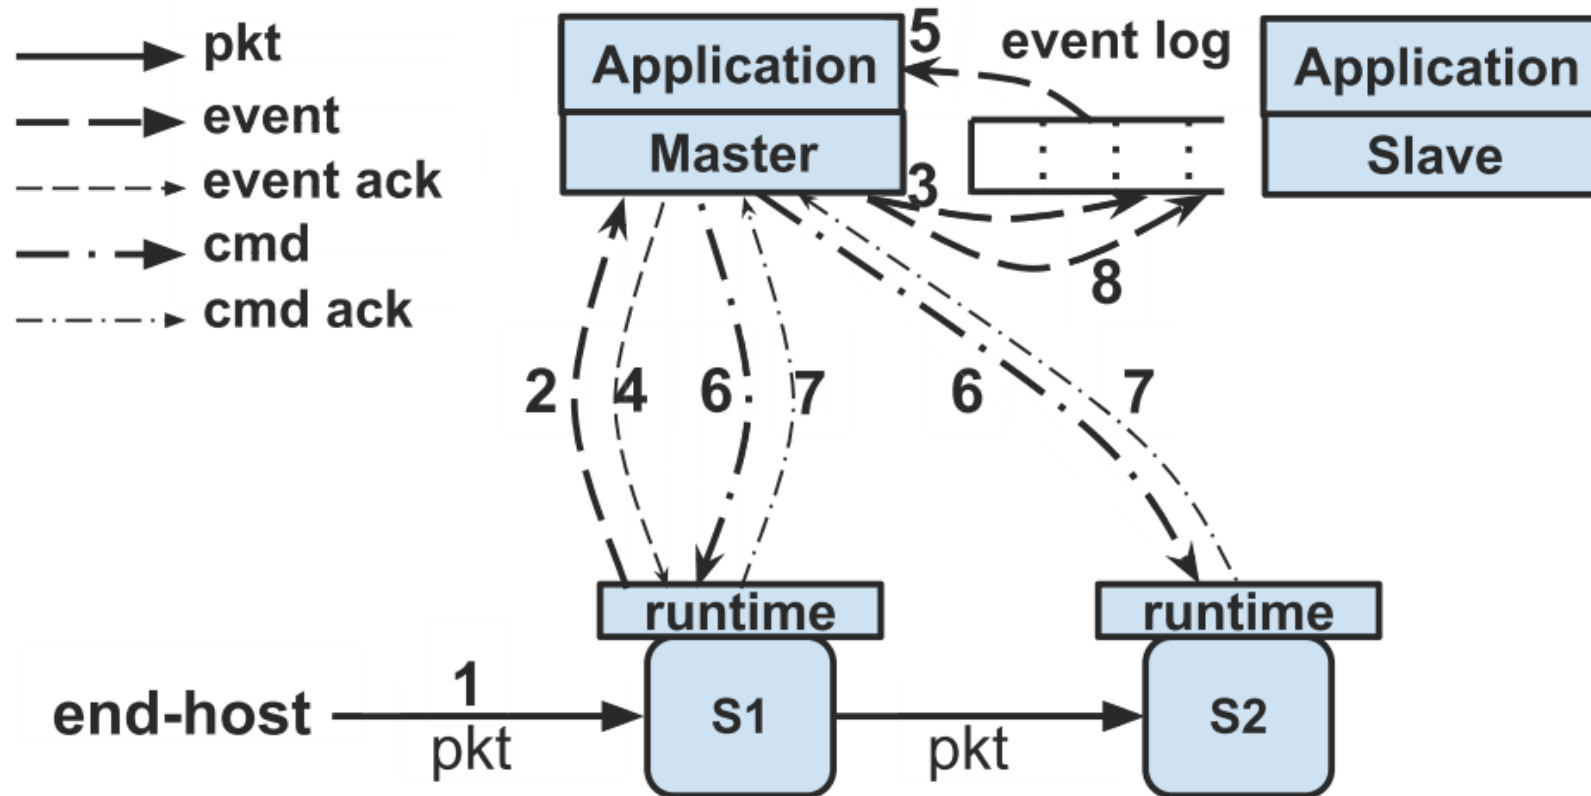 pkt
event
event ack
cmd
cmd ack
Application
Master
5
event log
Application
Slave
3
8
2
4
6
7
6
7
runtime
runtime
end-host
1
pkt
S1
pkt
S2